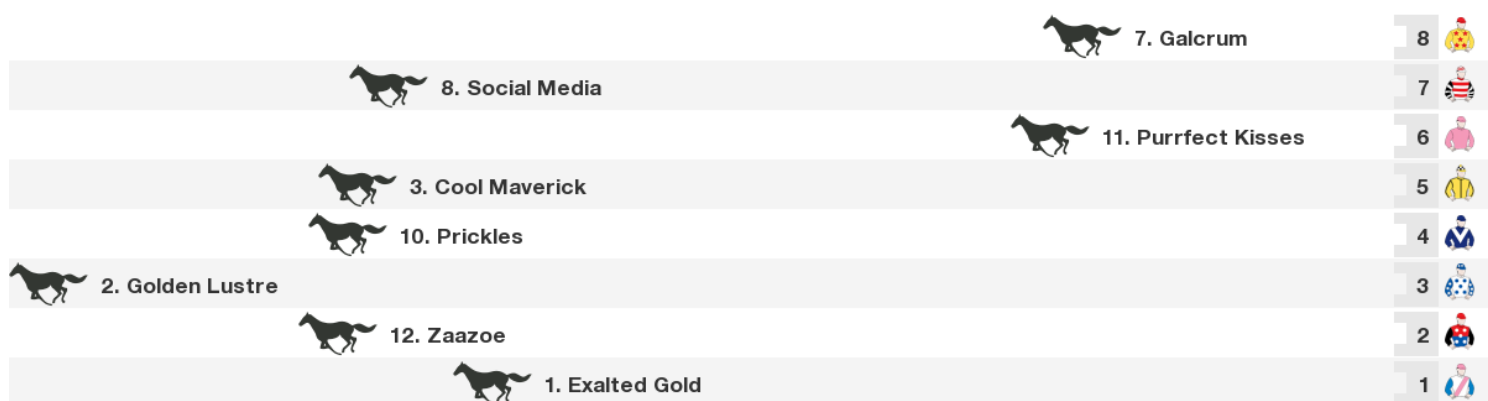 7. Galcrum 8
8. Social Media 7
11. Purrfect Kisses 6
3. Cool Maverick 5
10. Prickles 4
2. Golden Lustre 3
12. Zaazoe 2
1. Exalted Gold 1